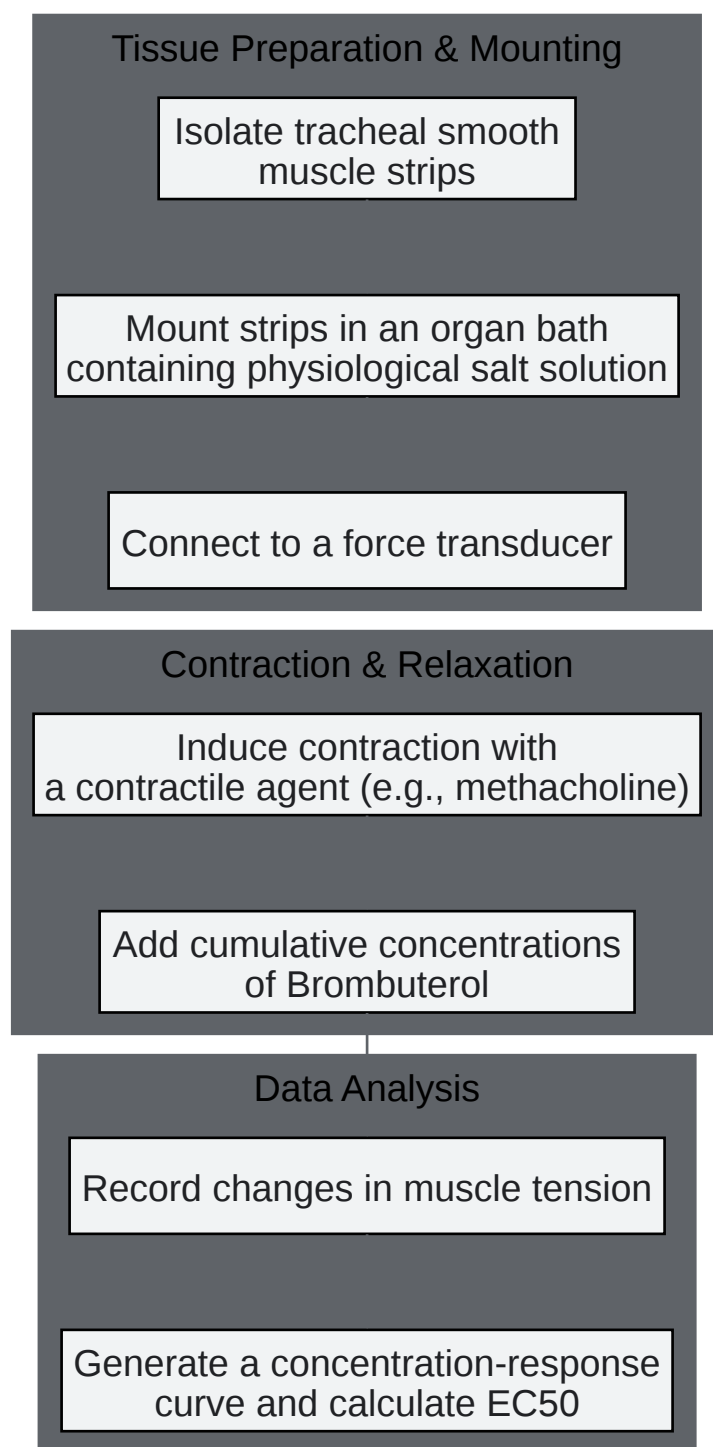 Tissue Preparation & Mounting
Isolate tracheal smooth
muscle strips
Mount strips in an organ bath
containing physiological salt solution
Connect to a force transducer
Contraction & Relaxation
Induce contraction with
a contractile agent (e.g., methacholine)
Add cumulative concentrations
of Brombuterol
Data Analysis
Record changes in muscle tension
Generate a concentration-response
curve and calculate EC50